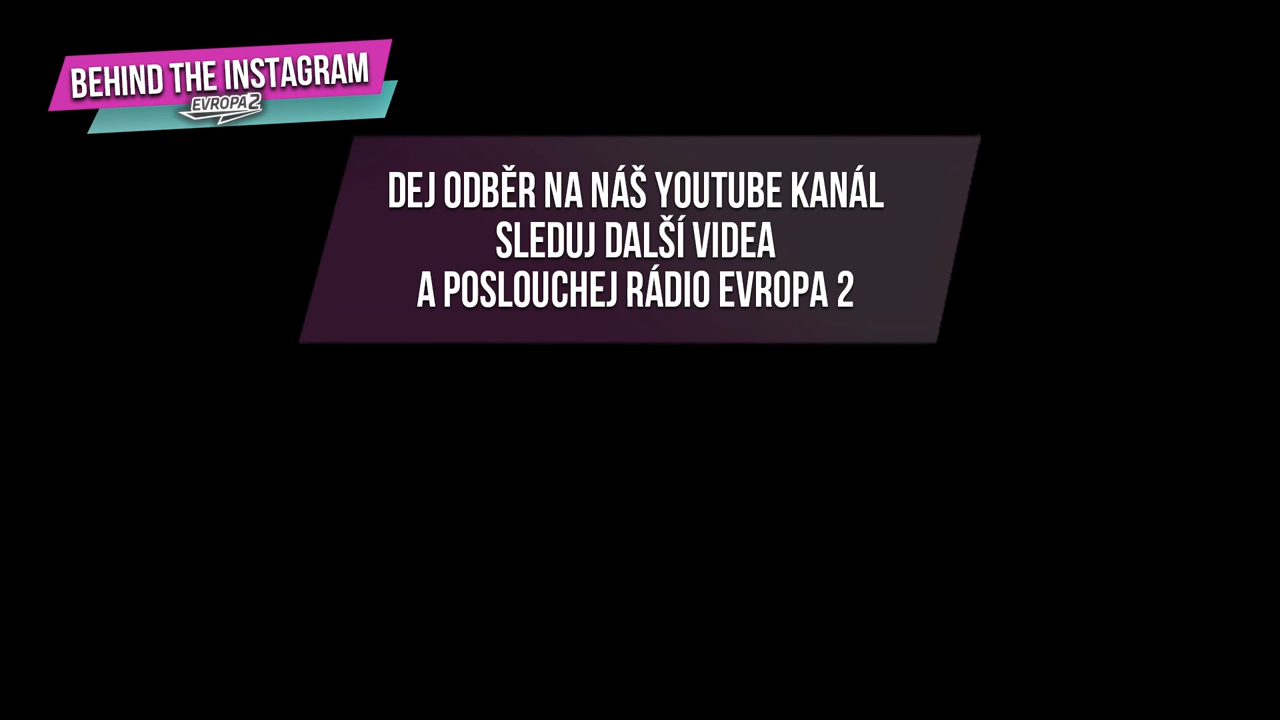 BEHIND THE INSTAGRAM
EVROPA 2
DEJ ODBĚR NA NÁŠ YOUTUBE KANÁL
SLEDUJ DALŠÍ VIDEA
A POSLOUCHEJ RÁDIO EVROPA 2